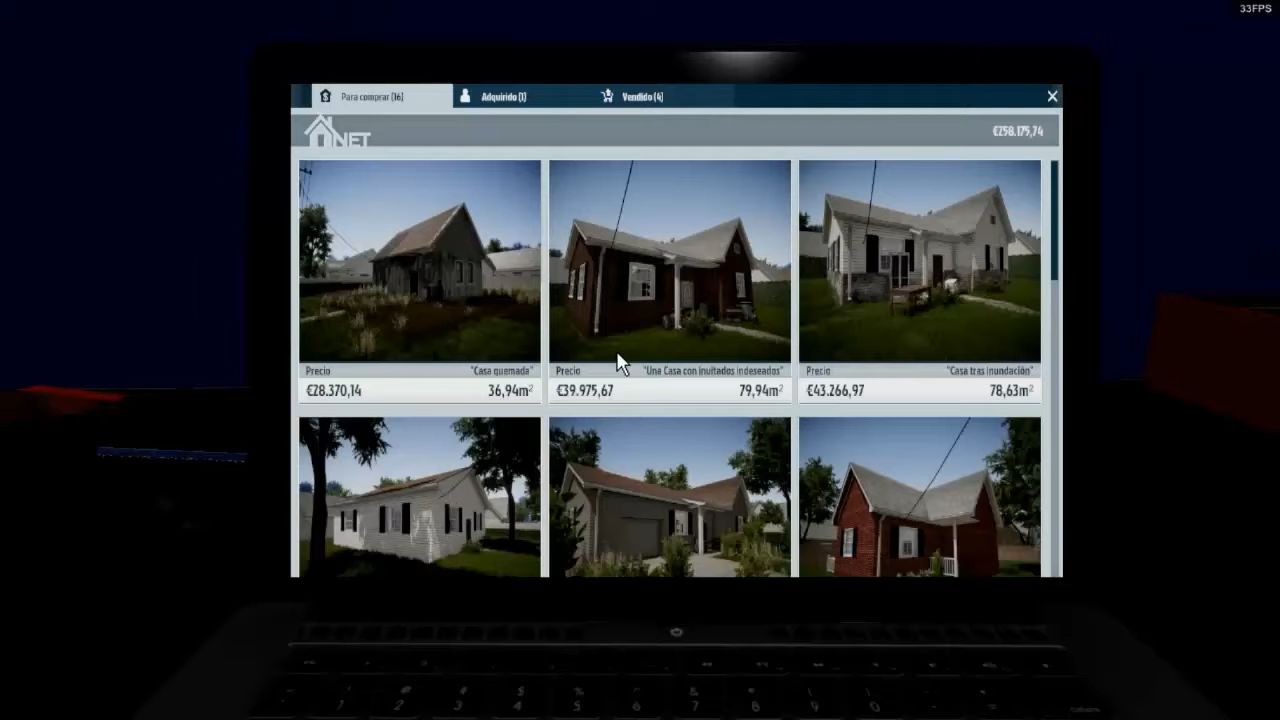 33FPS
Para comprar (16) Adquirido (1) Vendido (4)
NET €258.175,74
Precio "Casa quemada" Precio "Una Casa con invitados indeseados" Precio "Casa tras inundación"
€28.370,14 36,94m² €39.975,67 79,94m² €43.266,97 78,63m²